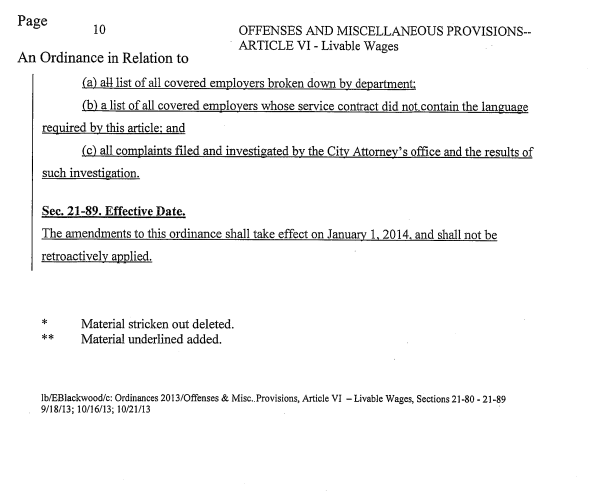 Page
10 OFFENSES AND MISCELLANEOUS PROVISIONS--
ARTICLE VI - Livable Wages
An Ordinance in Relation to
(a) all list of all covered employers broken down by department;
(b) a list of all covered employers whose service contract did not contain the language
required by this article; and
(c) all complaints filed and investigated by the City Attorney's office and the results of
such investigation.
Sec. 21-89. Effective Date.
The amendments to this ordinance shall take effect on January 1, 2014, and shall not be
retroactively applied.
* Material stricken out deleted.
** Material underlined added.
lb/EBlackwood/c: Ordinances 2013/Offenses & Misc. Provisions, Article VI – Livable Wages, Sections 21-80 - 21-89
9/18/13; 10/16/13; 10/21/13